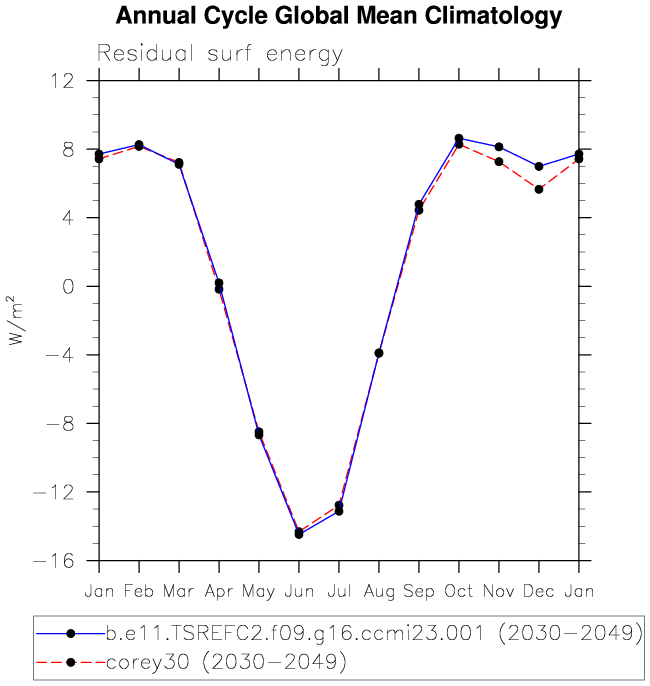 Annual Cycle Global Mean Climatology
Residual surf energy
12
8
4
0
−4
−8
−12
−16
W/m²
Jan Feb Mar Apr May Jun Jul Aug Sep Oct Nov Dec Jan
b.e11.TSREFC2.f09.g16.ccmi23.001 (2030−2049)
corey30 (2030−2049)